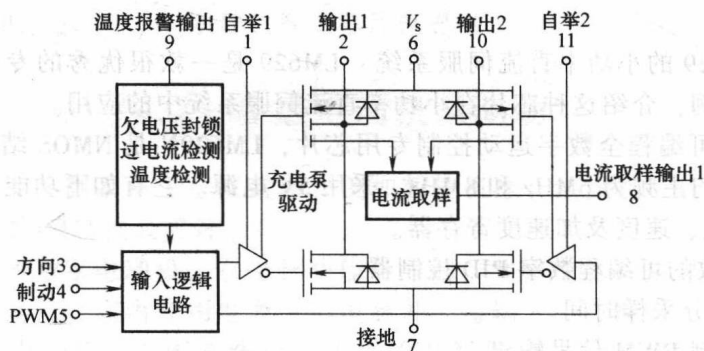 温度报警输出 自举1 输出1 Vs 输出2 自举2
9 1 2 6 10 11
欠电压封锁
过电流检测
温度检测
充电泵
驱动
电流取样
电流取样输出1
8
方向3
制动4
PWM5
输入逻辑
电路
接地
7